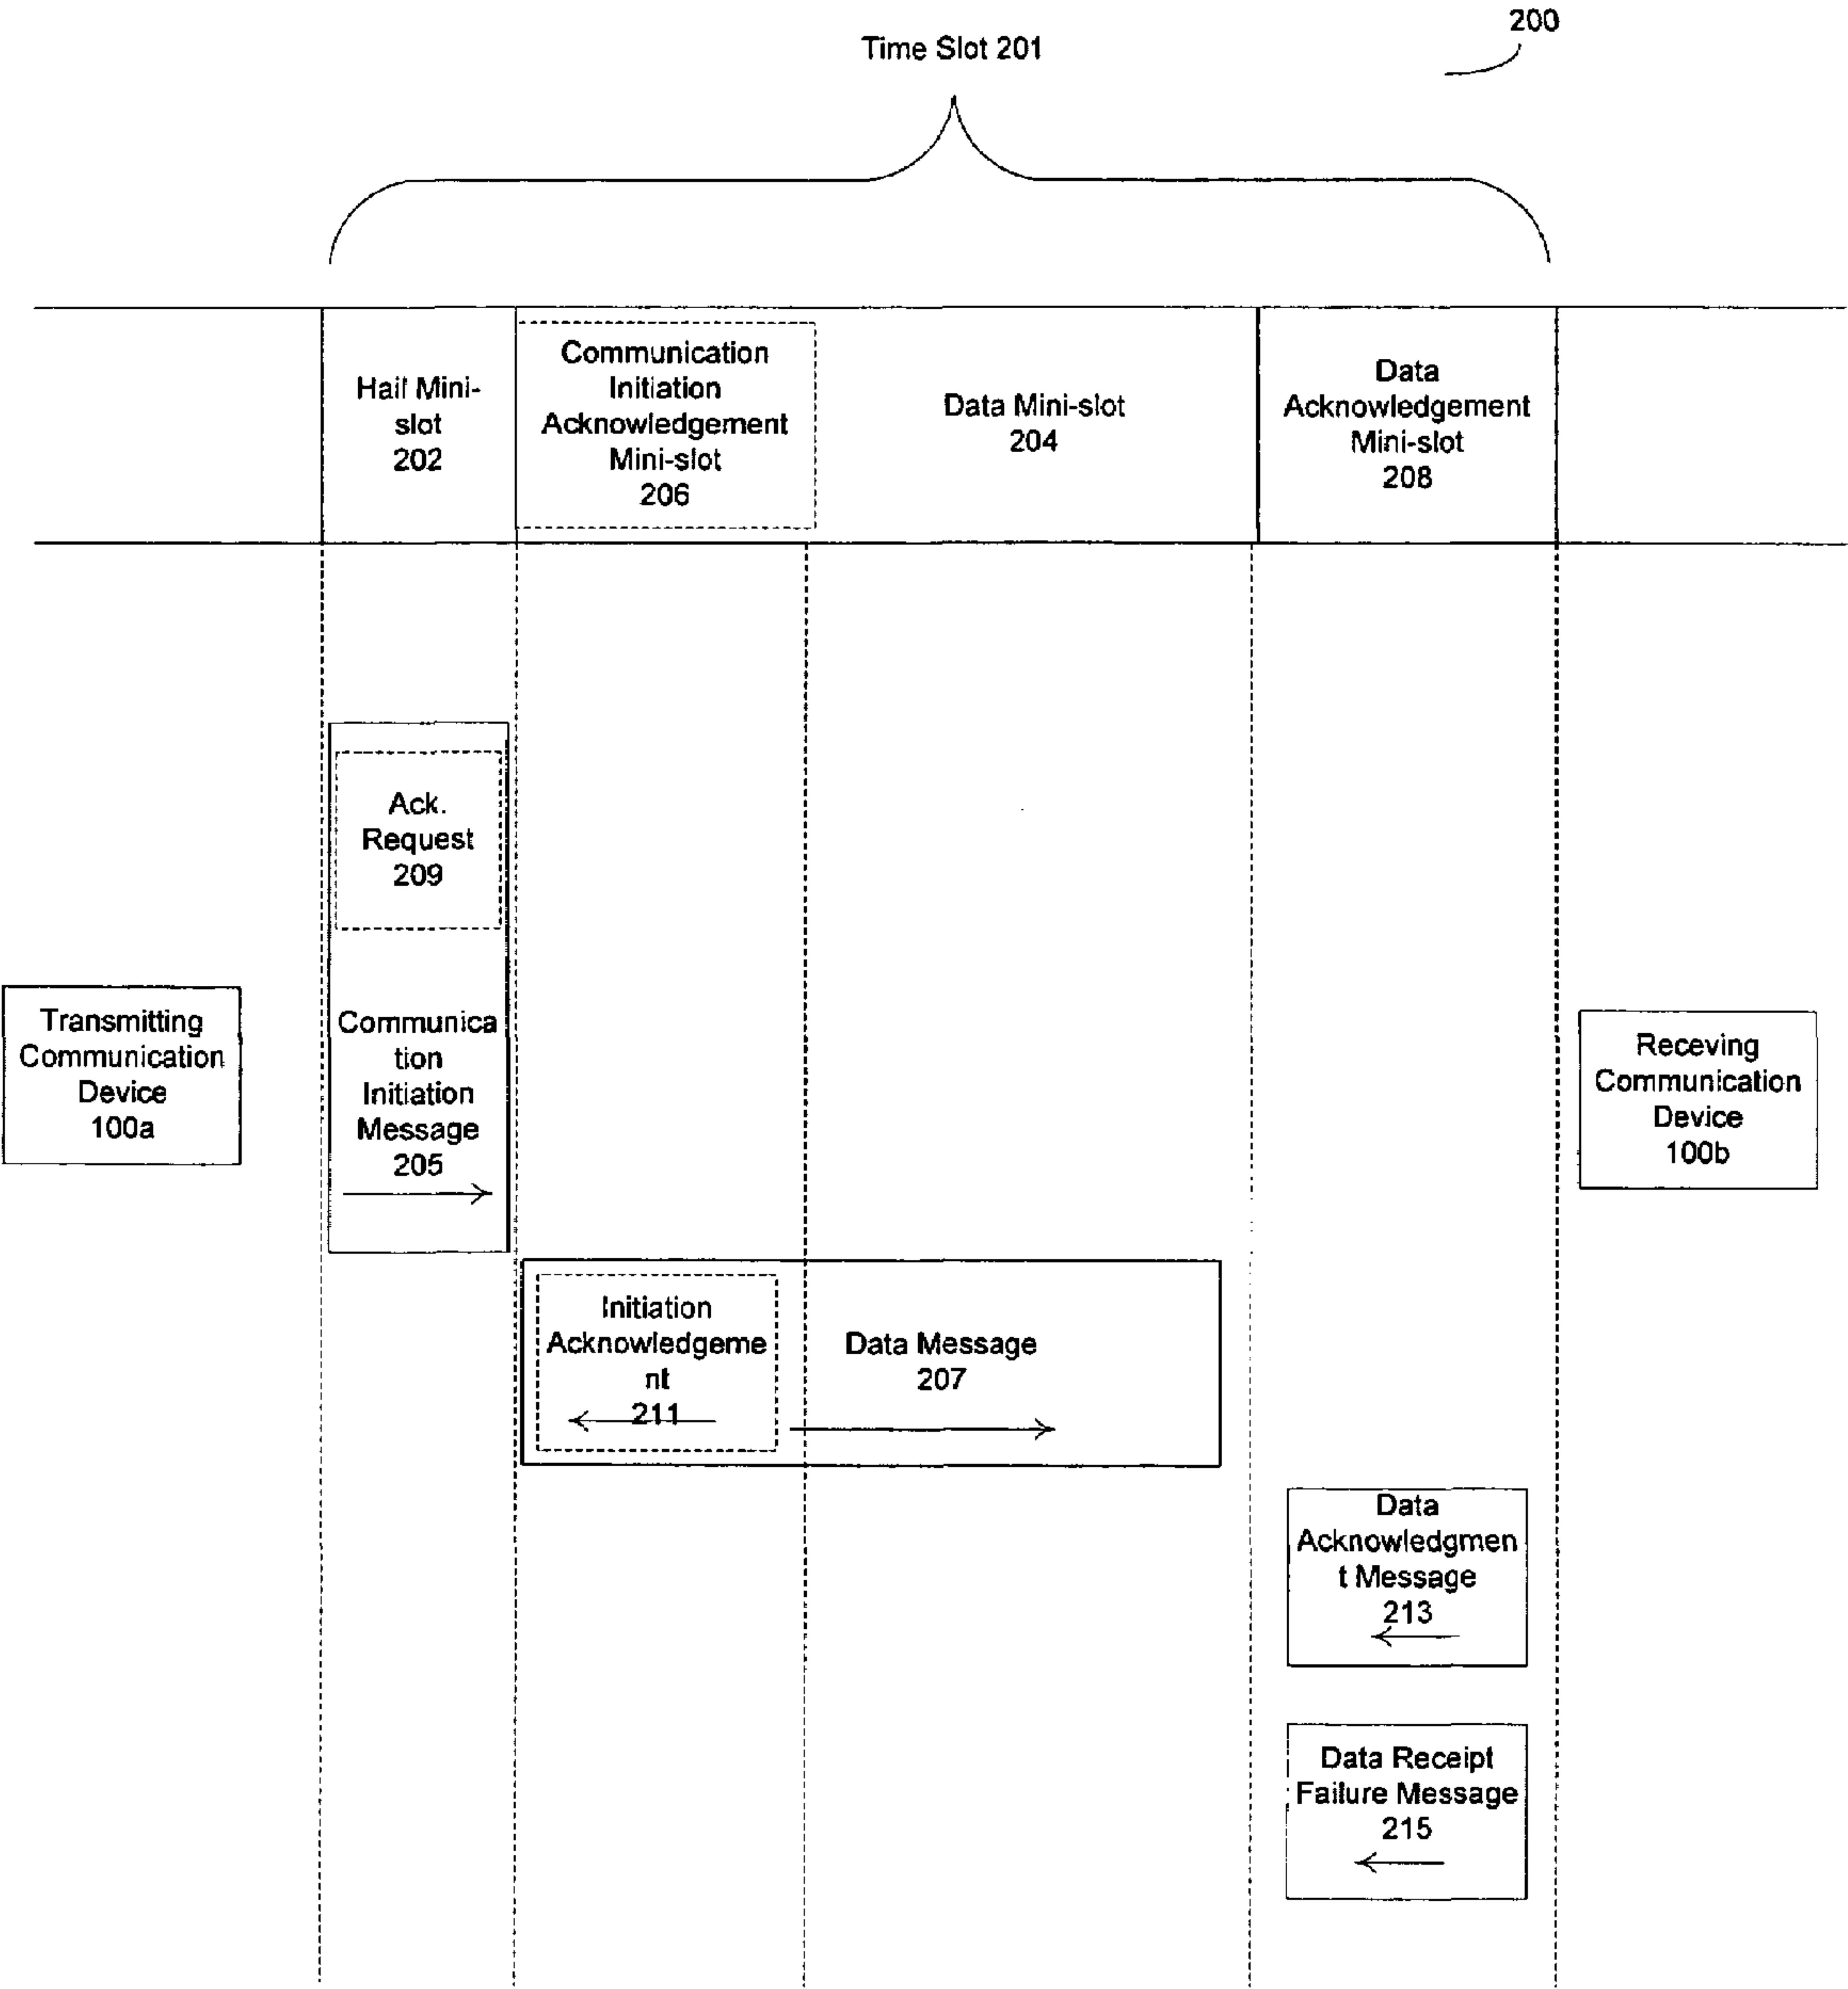 200
Time Slot 201
Hail Mini-
slot
202
Communication
Initiation
Acknowledgement
Mini-slot
206
Data Mini-slot
204
Data
Acknowledgement
Mini-slot
208
Ack.
Request
209
Transmitting
Communication
Device
100a
Communica
tion
Initiation
Message
205
Receving
Communication
Device
100b
Initiation
Acknowledgeme
nt
211
Data Message
207
Data
Acknowledgmen
t Message
213
Data Receipt
Failure Message
215